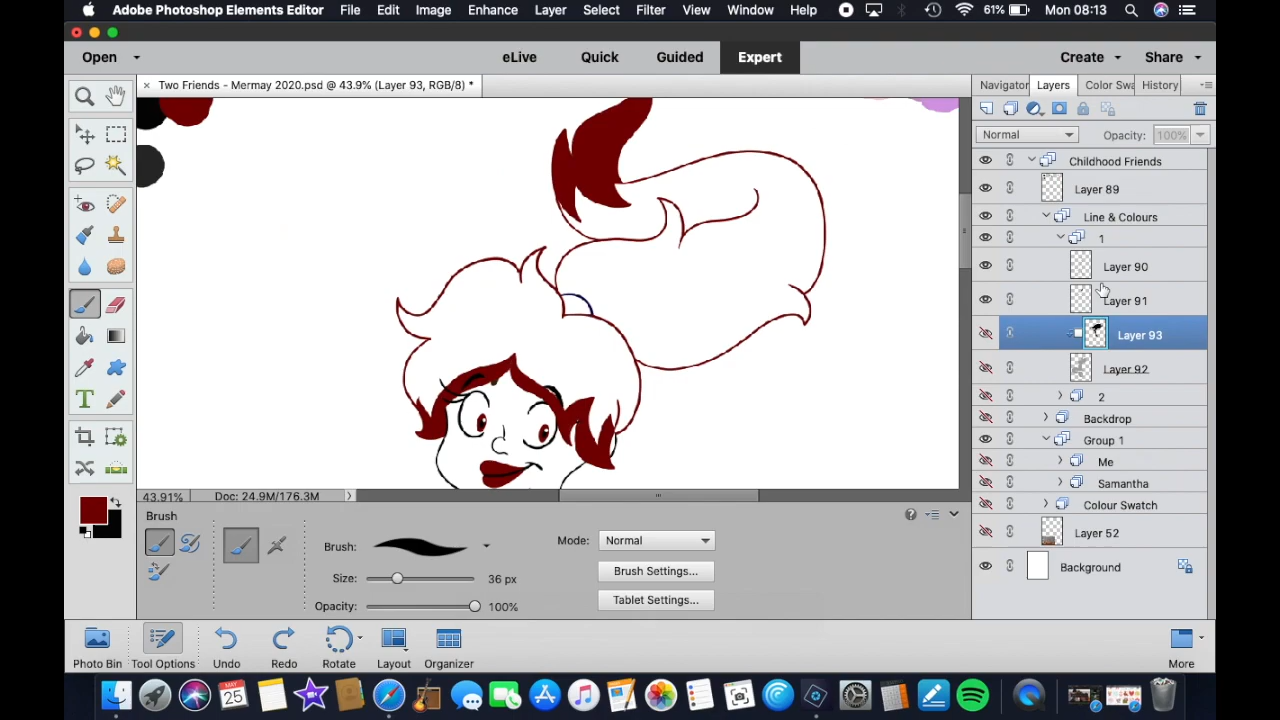 Adobe Photoshop Elements Editor File Edit Image Enhance Layer Select Filter View Window Help 61% Mon 08:13
Open eLive Quick Guided Expert Create Share
× Two Friends - Mermay 2020.psd @ 43.9% (Layer 93, RGB/8) *
Navigator Layers Color Swa History
Normal Opacity: 100%
Childhood Friends
Layer 89
Line & Colours
1
Layer 90
Layer 91
Layer 93
Layer 92
2
Backdrop
Group 1
Me
Samantha
Colour Swatch
Layer 52
Background
43.91% Doc: 24.9M/176.3M
Brush
Brush: Mode: Normal
Size: 36 px Brush Settings...
Opacity: 100% Tablet Settings...
Photo Bin Tool Options Undo Redo Rotate Layout Organizer More
MAY
25